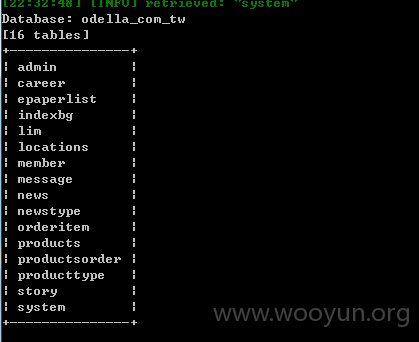 [22:32:48] [INFO] retrieved: "system"
Database: odella_com_tw
[16 tables]
+---------------+
¦ admin         ¦
¦ career        ¦
¦ epaperlist    ¦
¦ indexbg       ¦
¦ lim           ¦
¦ locations     ¦
¦ member        ¦
¦ message       ¦
¦ news          ¦
¦ newstype      ¦
¦ orderitem     ¦
¦ products      ¦
¦ productsorder ¦
¦ producttype   ¦
¦ story         ¦
¦ system        ¦
+---------------+
www.wooyun.org